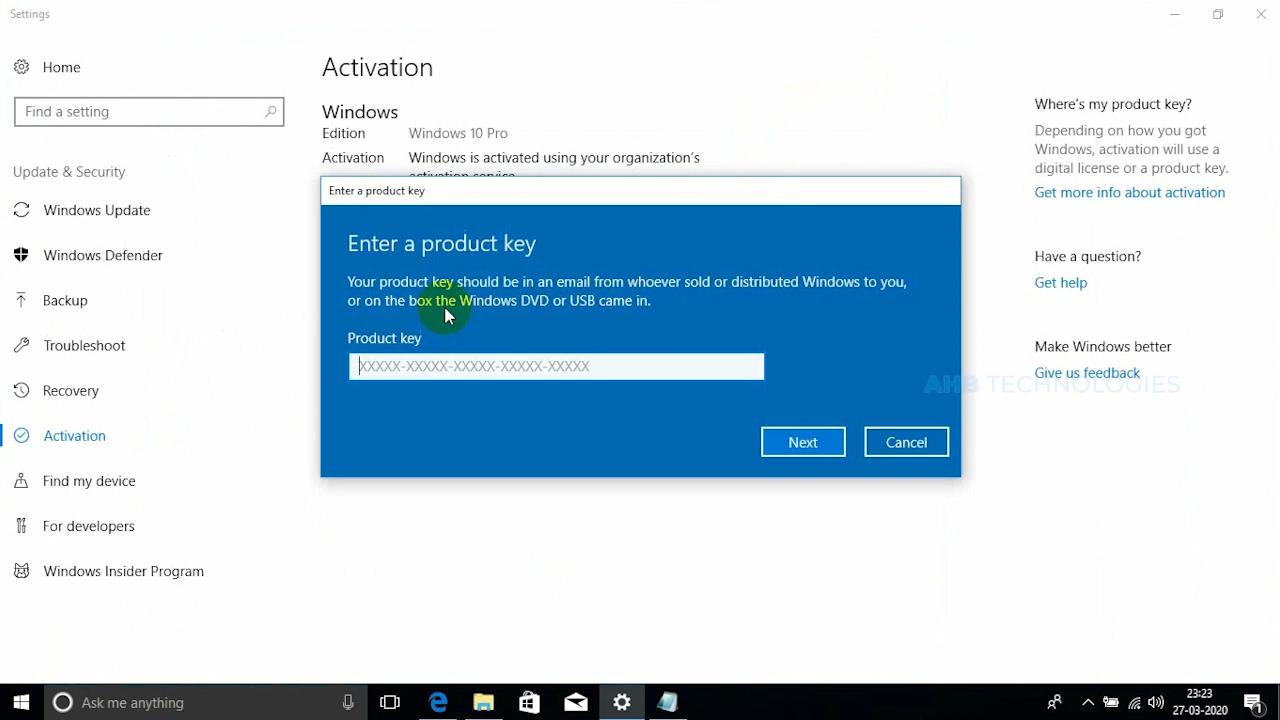 Settings
Home
Find a setting
Update & Security
Windows Update
Windows Defender
Backup
Troubleshoot
Recovery
Activation
Find my device
For developers
Windows Insider Program
Activation
Windows
Edition Windows 10 Pro
Activation Windows is activated using your organization's
activation service
Enter a product key
Enter a product key
Your product key should be in an email from whoever sold or distributed Windows to you,
or on the box the Windows DVD or USB came in.
Product key
XXXXX-XXXXX-XXXXX-XXXXX-XXXXX
Next Cancel
Where's my product key?
Depending on how you got
Windows, activation will use a
digital license or a product key.
Get more info about activation
Have a question?
Get help
Make Windows better
Give us feedback
AHB TECHNOLOGIES
Ask me anything
23:23
27-03-2020
1